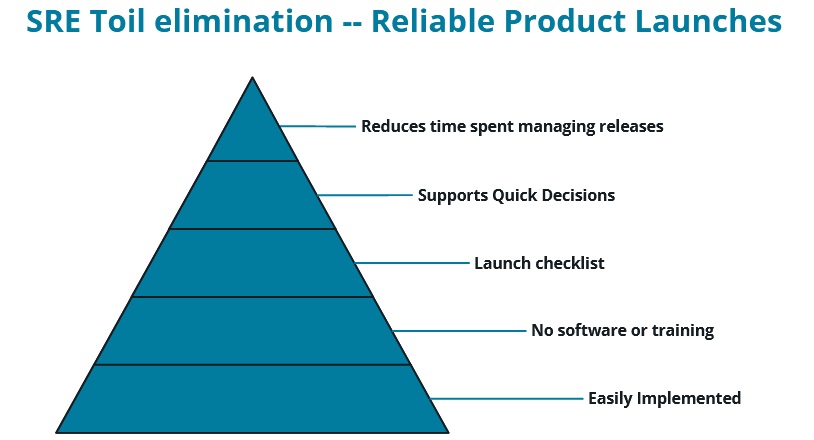 SRE Toil elimination -- Reliable Product Launches
Reduces time spent managing releases
Supports Quick Decisions
Launch checklist
No software or training
Easily Implemented